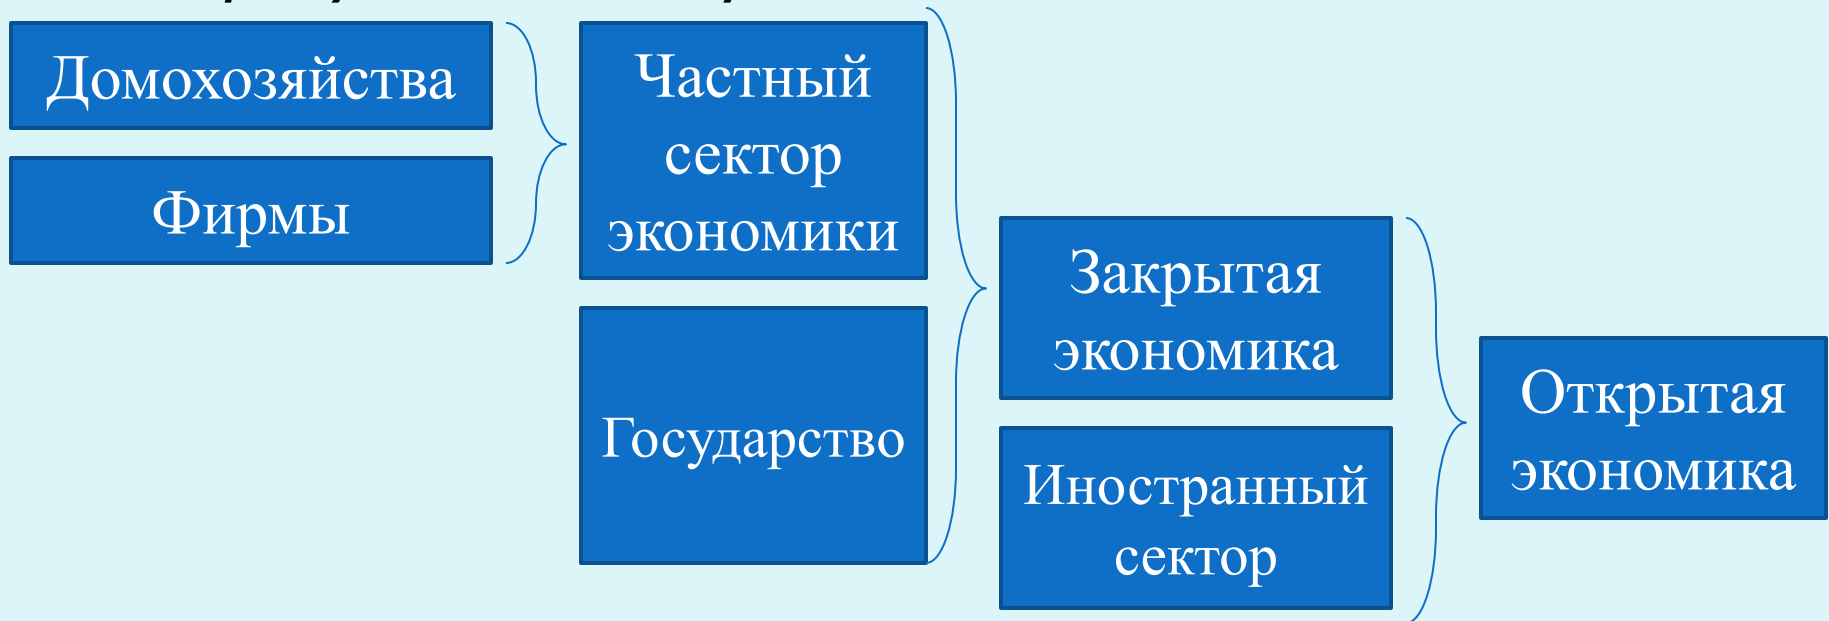 Домохозяйства
Фирмы
Частный
сектор
экономики
Государство
Закрытая
экономика
Иностранный
сектор
Открытая
экономика